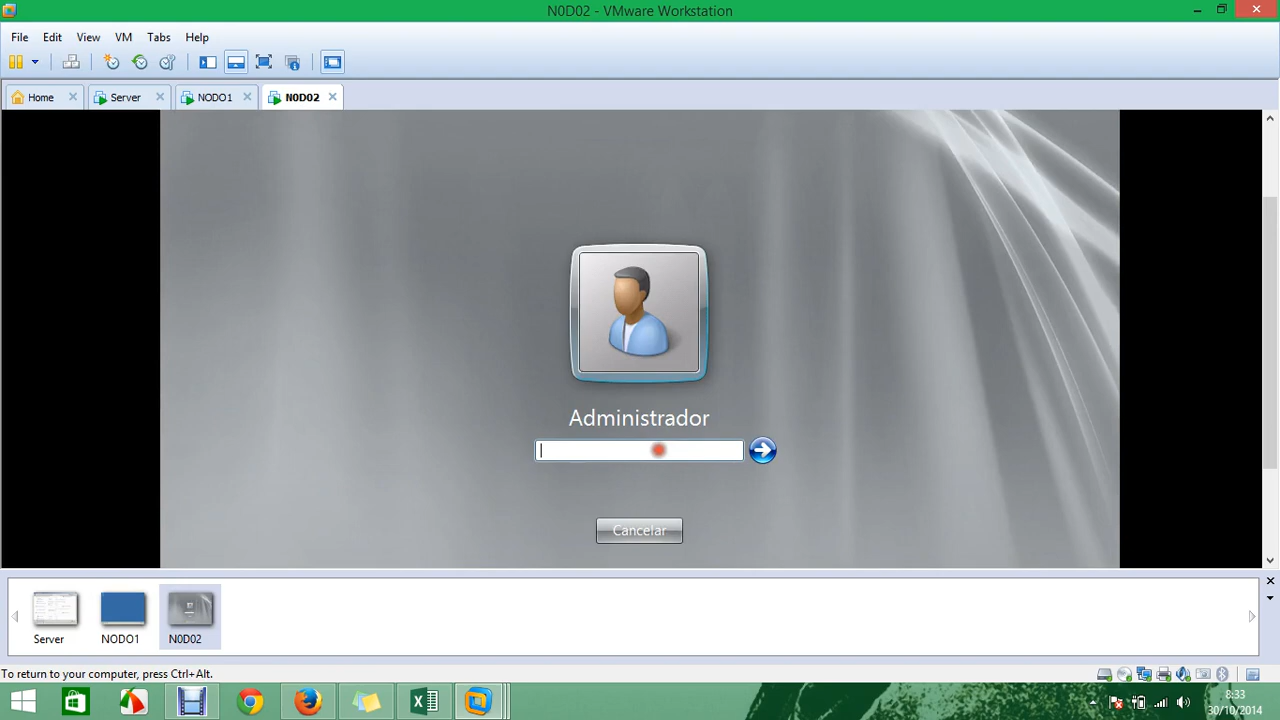 N0D02 - VMware Workstation
File Edit View VM Tabs Help
Home Server NODO1 N0D02
Administrador
Cancelar
Server NODO1 N0D02
To return to your computer, press Ctrl+Alt.
8:33
30/10/2014